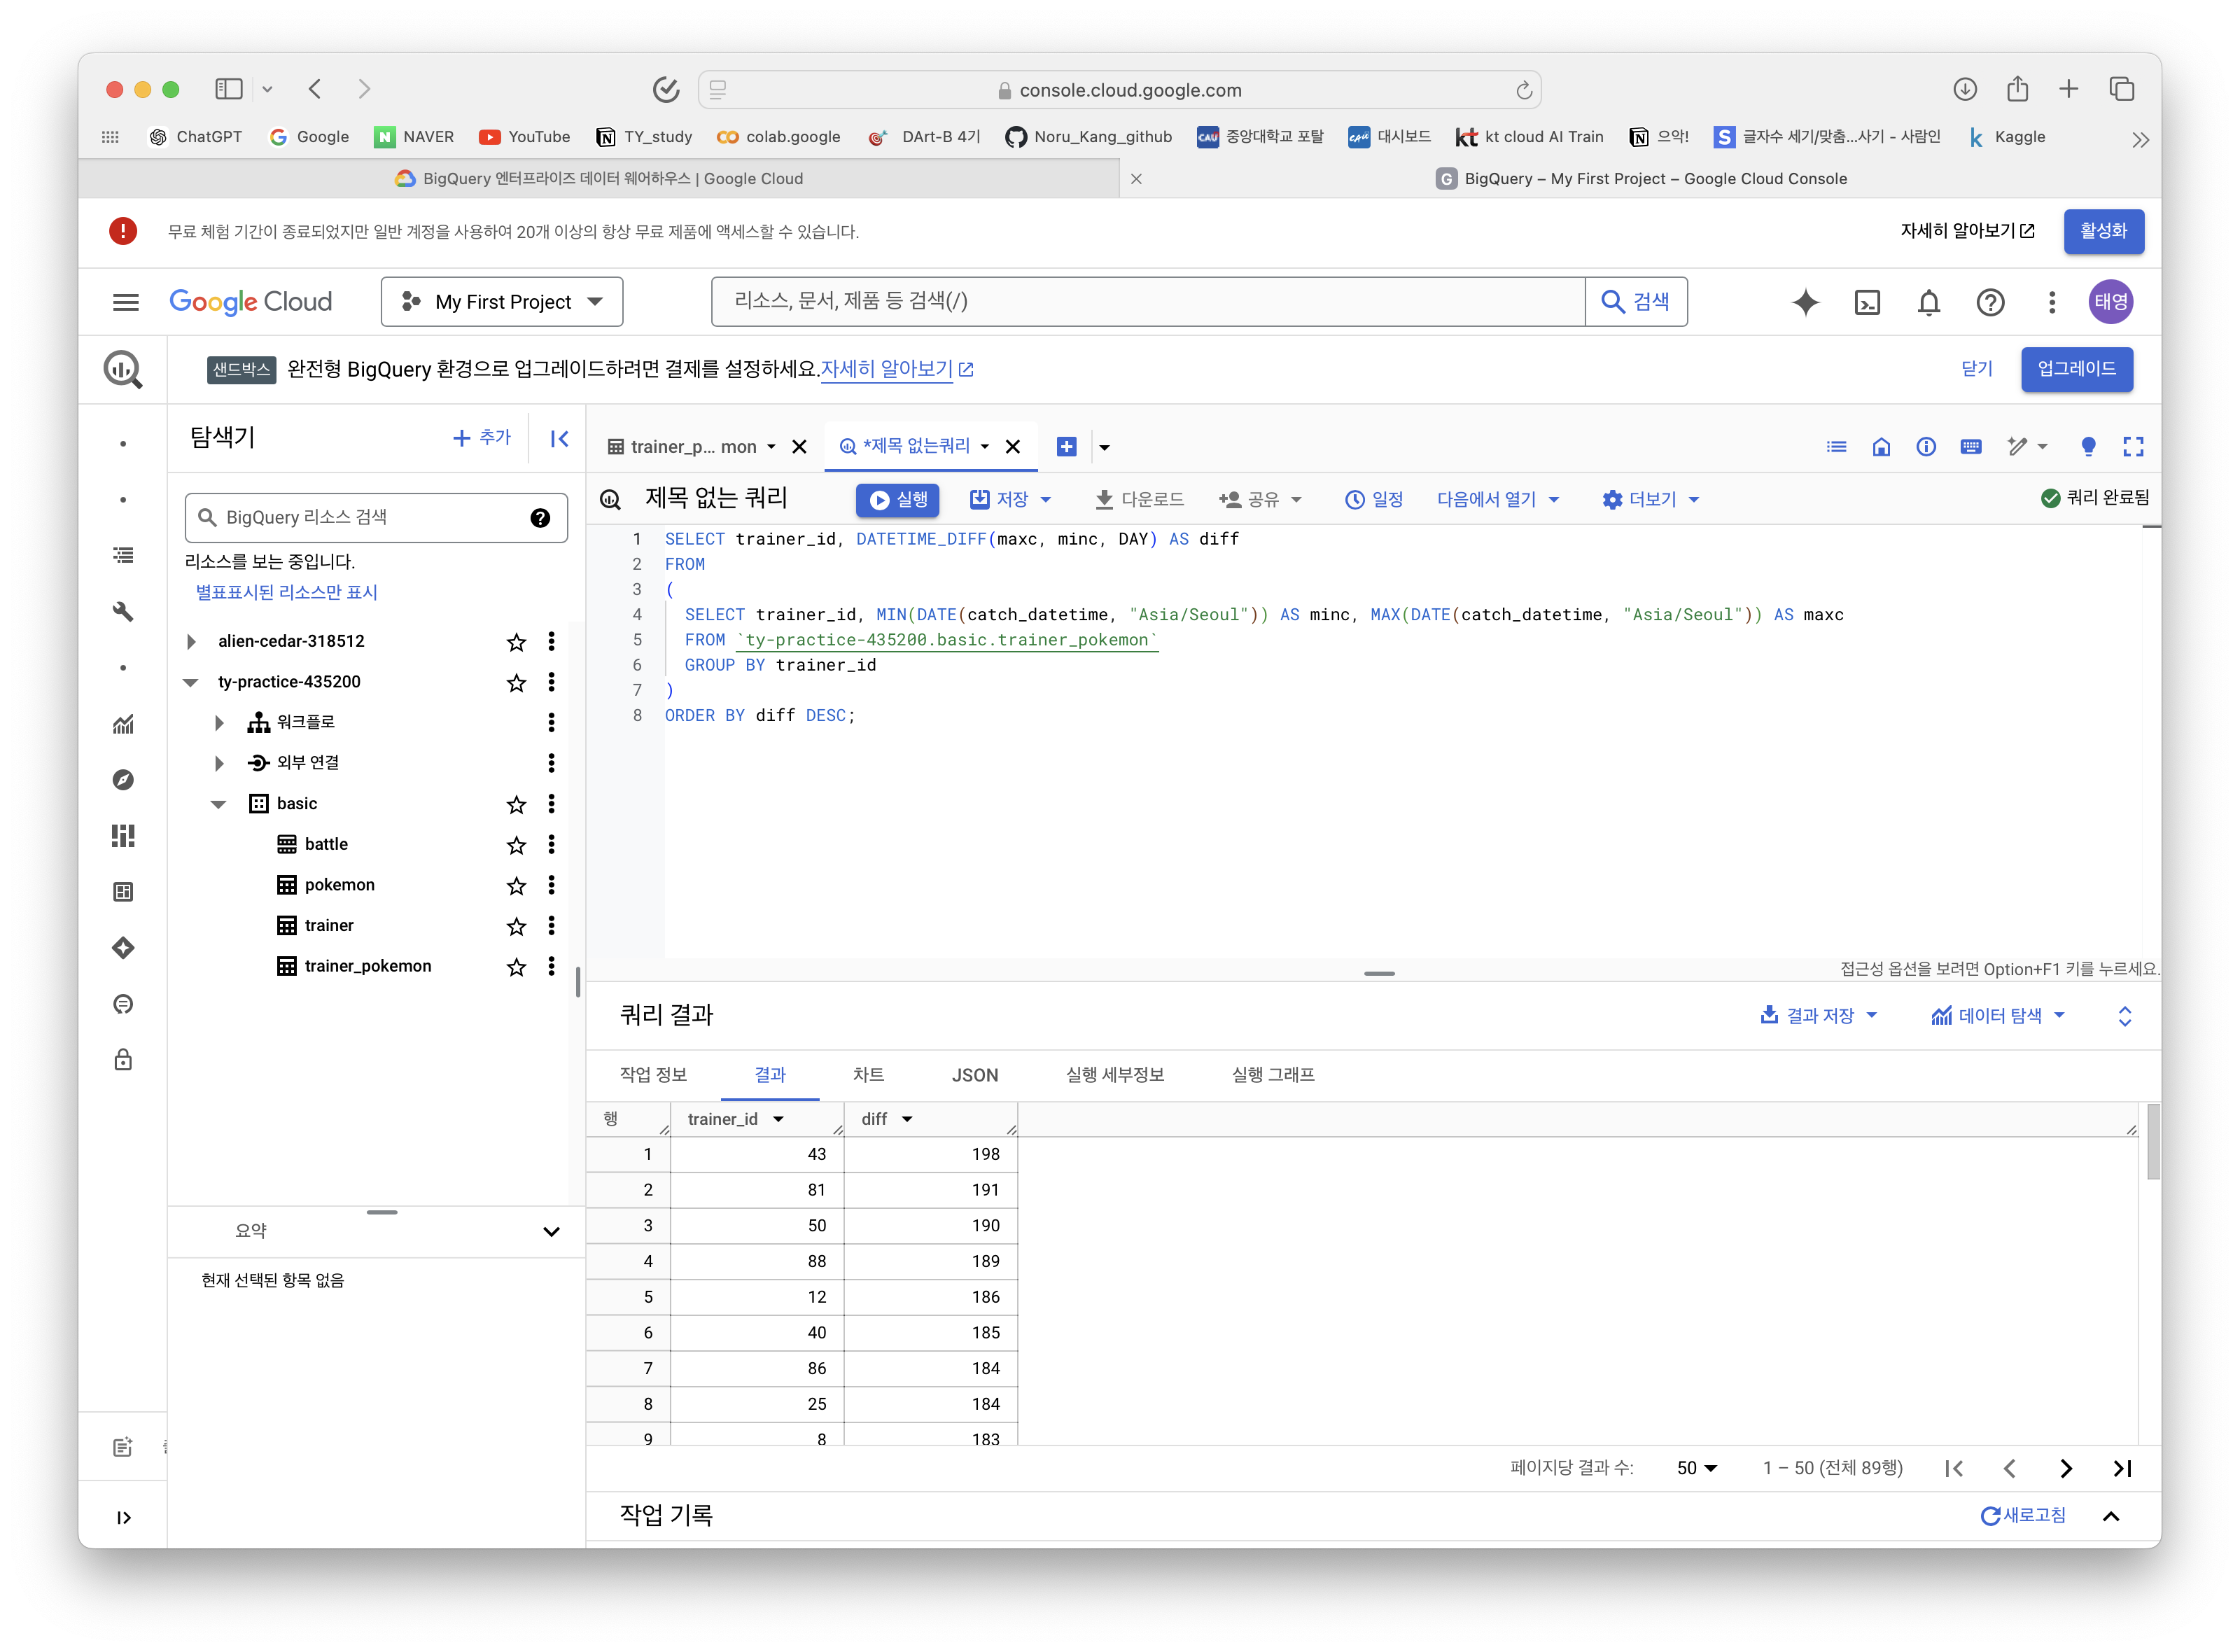 console.cloud.google.com
ChatGPT
Google
NAVER
YouTube
TY_study
colab.google
DArt-B 4기
Noru_Kang_github
중앙대학교 포탈
대시보드
kt cloud AI Train
으악!
글자수 세기/맞춤...사기 - 사람인
Kaggle
BigQuery 엔터프라이즈 데이터 웨어하우스 | Google Cloud
BigQuery – My First Project – Google Cloud Console
무료 체험 기간이 종료되었지만 일반 계정을 사용하여 20개 이상의 항상 무료 제품에 액세스할 수 있습니다.
자세히 알아보기
활성화
Google Cloud
My First Project
리소스, 문서, 제품 등 검색(/)
검색
태영
샌드박스 완전형 BigQuery 환경으로 업그레이드하려면 결제를 설정하세요.자세히 알아보기
닫기
업그레이드
탐색기
+ 추가
trainer_p... mon
*제목 없는쿼리
BigQuery 리소스 검색
리소스를 보는 중입니다.
별표표시된 리소스만 표시
alien-cedar-318512
ty-practice-435200
워크플로
외부 연결
basic
battle
pokemon
trainer
trainer_pokemon
요약
현재 선택된 항목 없음
제목 없는 쿼리
실행
저장
다운로드
공유
일정
다음에서 열기
더보기
쿼리 완료됨
1 SELECT trainer_id, DATETIME_DIFF(maxc, minc, DAY) AS diff
2 FROM
3 (
4 SELECT trainer_id, MIN(DATE(catch_datetime, "Asia/Seoul")) AS minc, MAX(DATE(catch_datetime, "Asia/Seoul")) AS maxc
5 FROM `ty-practice-435200.basic.trainer_pokemon`
6 GROUP BY trainer_id
7 )
8 ORDER BY diff DESC;
접근성 옵션을 보려면 Option+F1 키를 누르세요.
쿼리 결과
결과 저장
데이터 탐색
작업 정보
결과
차트
JSON
실행 세부정보
실행 그래프
행 trainer_id diff
1 43 198
2 81 191
3 50 190
4 88 189
5 12 186
6 40 185
7 86 184
8 25 184
9 8 183
페이지당 결과 수: 50 1 – 50 (전체 89행)
작업 기록
새로고침